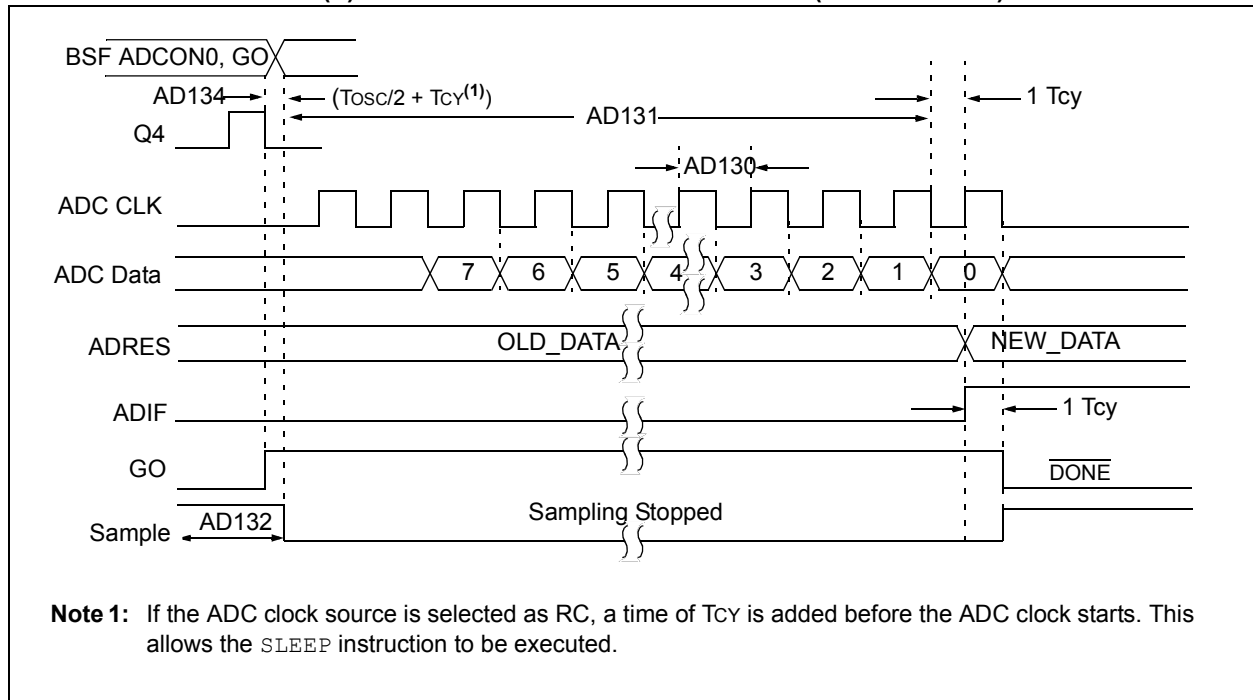 BSF ADCON0, GO
AD134
(TOSC/2 + TCY(1))
1 Tcy
AD131
Q4
AD130
ADC CLK
ADC Data
7 6 5 4 3 2 1 0
ADRES
OLD_DATA
NEW_DATA
ADIF
1 Tcy
GO
DONE
Sample
AD132
Sampling Stopped
Note 1: If the ADC clock source is selected as RC, a time of TCY is added before the ADC clock starts. This
allows the SLEEP instruction to be executed.